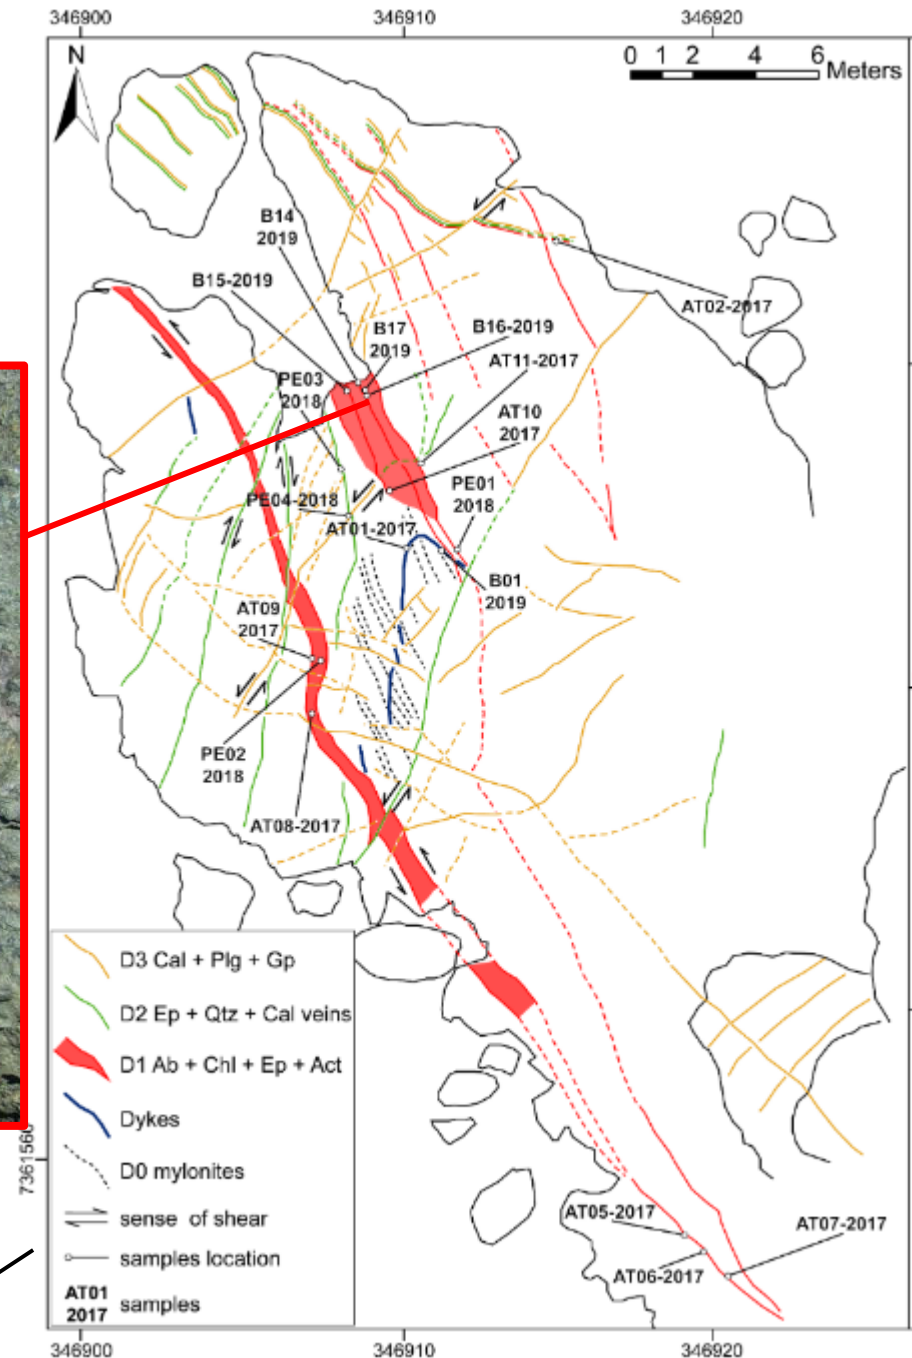 346900 346910 346920
N
0 1 2 4 6
Meters
B14
2019
B15-2019
B17
2019
B16-2019
AT02-2017
AT11-2017
PE03
2018
AT10
2017
PE04-2018
PE01
2018
AT01-2017
B01
2019
AT09
2017
PE02
2018
AT08-2017
D3 Cal + Plg + Gp
D2 Ep + Qtz + Cal veins
D1 Ab + Chl + Ep + Act
Dykes
D0 mylonites
sense of shear
samples location
AT01
2017
samples
7361560
AT05-2017
AT07-2017
AT06-2017
346900 346910 346920